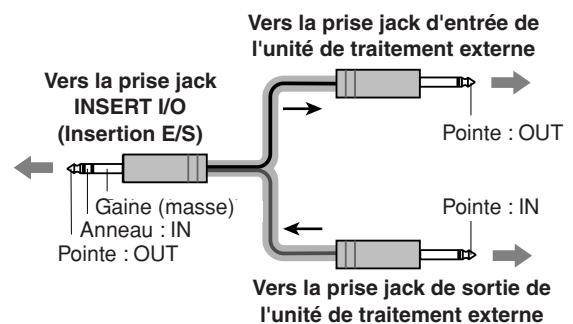 Vers la prise jack d'entrée de
l'unité de traitement externe
Vers la prise jack
INSERT I/O
(Insertion E/S)
Pointe : OUT
Gaine (masse)
Anneau : IN
Pointe : OUT
Pointe : IN
Vers la prise jack de sortie de
l'unité de traitement externe